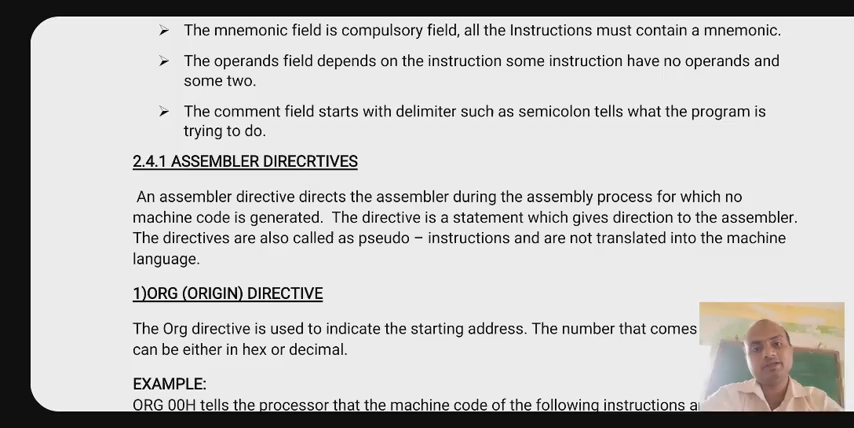 ➢ The mnemonic field is compulsory field, all the Instructions must contain a mnemonic.
➢ The operands field depends on the instruction some instruction have no operands and
some two.
➢ The comment field starts with delimiter such as semicolon tells what the program is
trying to do.
2.4.1 ASSEMBLER DIRECRTIVES
An assembler directive directs the assembler during the assembly process for which no
machine code is generated. The directive is a statement which gives direction to the assembler.
The directives are also called as pseudo – instructions and are not translated into the machine
language.
1)ORG (ORIGIN) DIRECTIVE
The Org directive is used to indicate the starting address. The number that comes
can be either in hex or decimal.
EXAMPLE:
ORG 00H tells the processor that the machine code of the following instructions